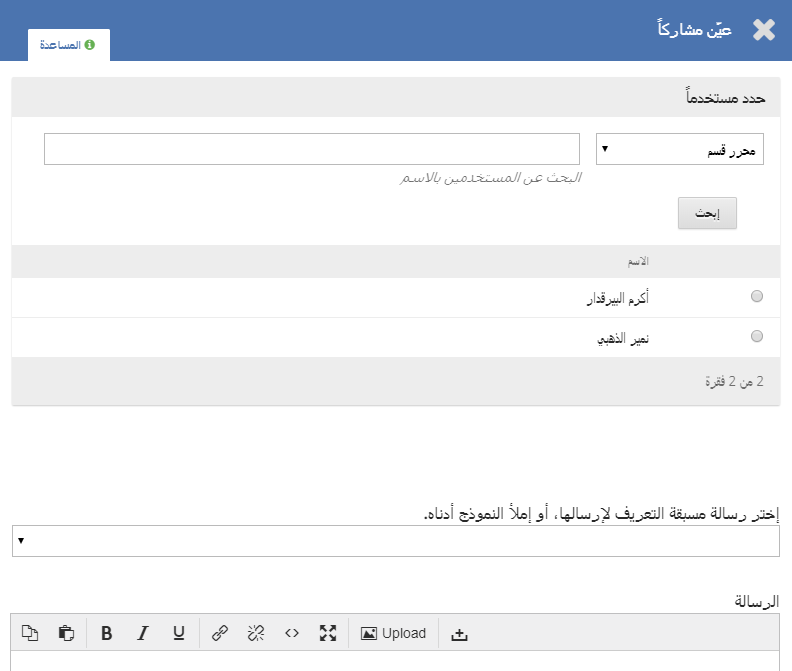 عيّن مشاركاً
المساعدة
حدد مستخدماً
محرر قسم
البحث عن المستخدمين بالاسم
إبحث
الاسم
أكرم البيرقدار
نمير الذهبي
2 من 2 فقرة
إختر رسالة مسبقة التعريف لإرسالها، أو إملأ النموذج أدناه.
الرسالة
B I U Upload